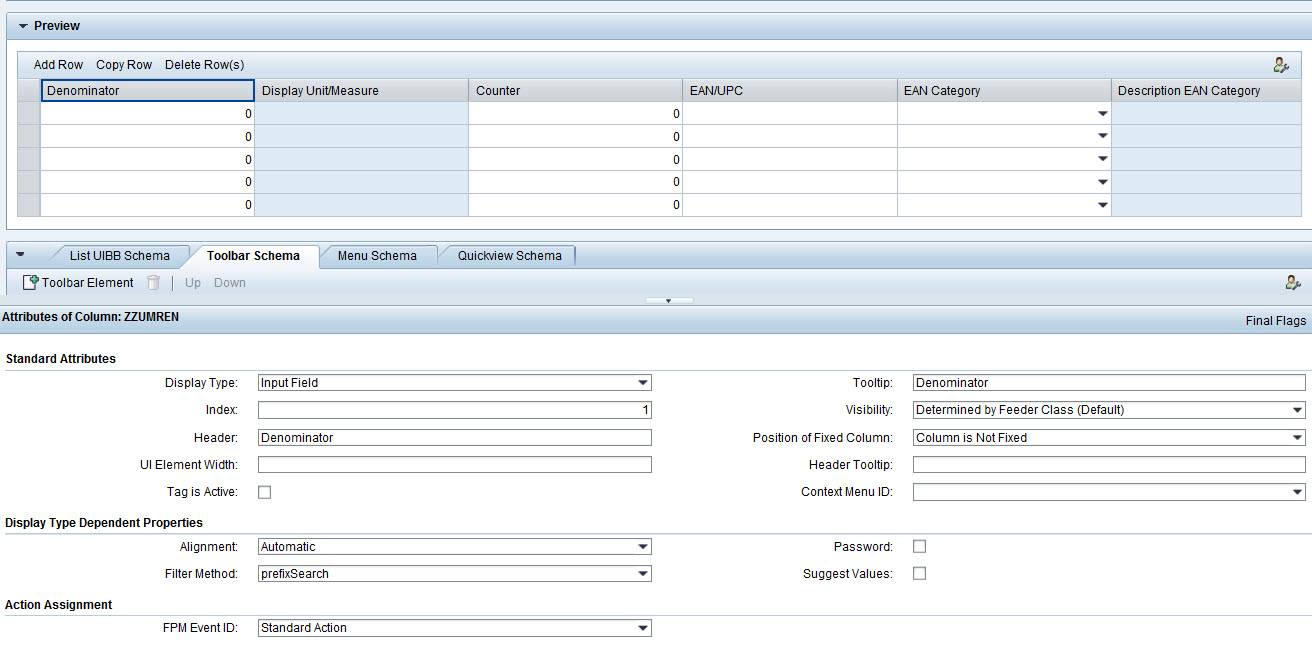 Preview
Add Row Copy Row Delete Row(s)
Denominator Display Unit/Measure Counter EAN/UPC EAN Category Description EAN Category
0 0
0 0
0 0
0 0
0 0
List UIBB Schema Toolbar Schema Menu Schema Quickview Schema
Toolbar Element Up Down
Attributes of Column: ZZUMREN Final Flags
Standard Attributes
Display Type: Input Field Tooltip: Denominator
Index: 1 Visibility: Determined by Feeder Class (Default)
Header: Denominator Position of Fixed Column: Column is Not Fixed
UI Element Width: Header Tooltip:
Tag is Active: Context Menu ID:
Display Type Dependent Properties
Alignment: Automatic Password:
Filter Method: prefixSearch Suggest Values:
Action Assignment
FPM Event ID: Standard Action